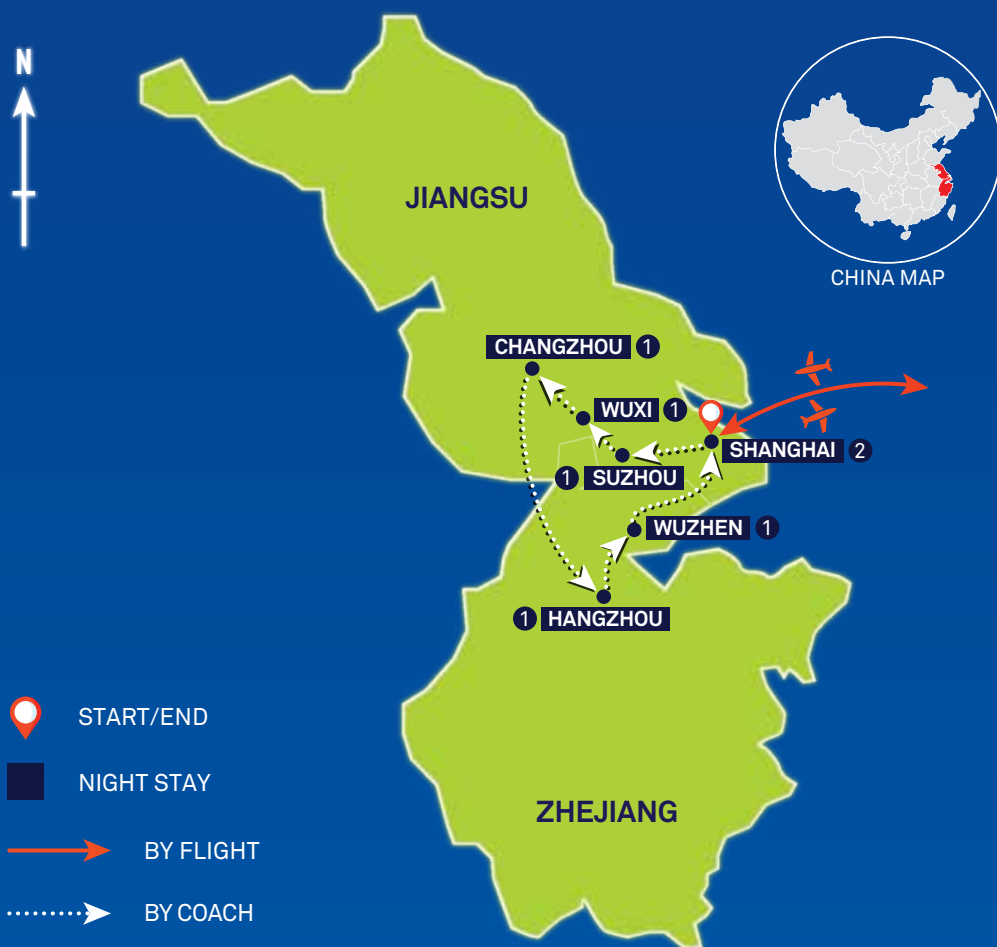 N
JIANGSU
CHINA MAP
CHANGZHOU 1
WUXI 1
SHANGHAI 2
1 SUZHOU
WUZHEN 1
1 HANGZHOU
START/END
NIGHT STAY
ZHEJIANG
BY FLIGHT
BY COACH